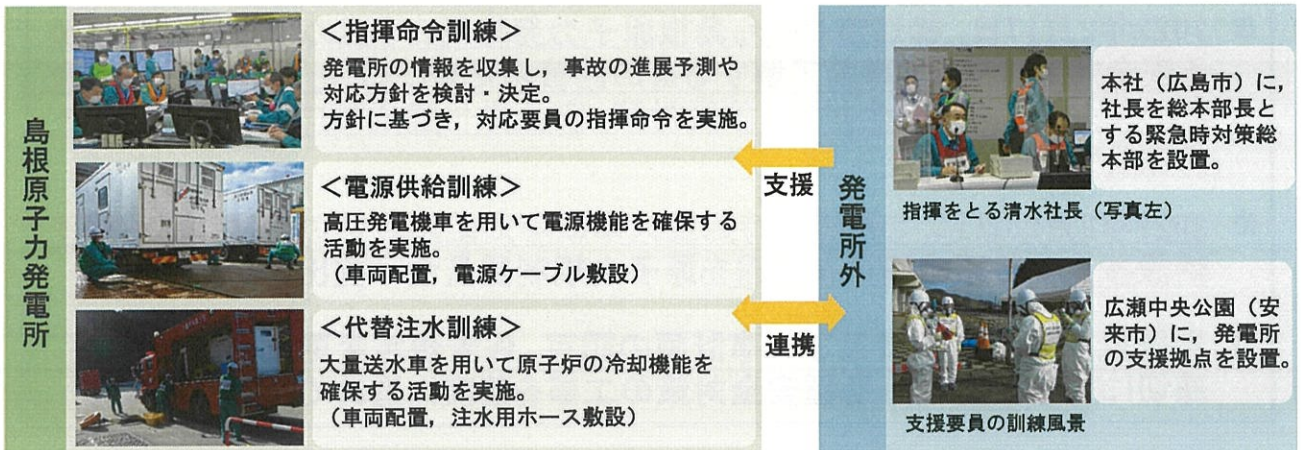 島根原子力発電所
＜指揮命令訓練＞
発電所の情報を収集し，事故の進展予測や
対応方針を検討・決定。
方針に基づき，対応要員の指揮命令を実施。
＜電源供給訓練＞
高圧発電機車を用いて電源機能を確保する
活動を実施。
（車両配置，電源ケーブル敷設）
＜代替注水訓練＞
大量送水車を用いて原子炉の冷却機能を
確保する活動を実施。
（車両配置，注水用ホース敷設）
支援
連携
発電所外
本社（広島市）に，
社長を総本部長と
する緊急時対策総
本部を設置。
指揮をとる清水社長（写真左）
広瀬中央公園（安
来市）に，発電所
の支援拠点を設置。
支援要員の訓練風景